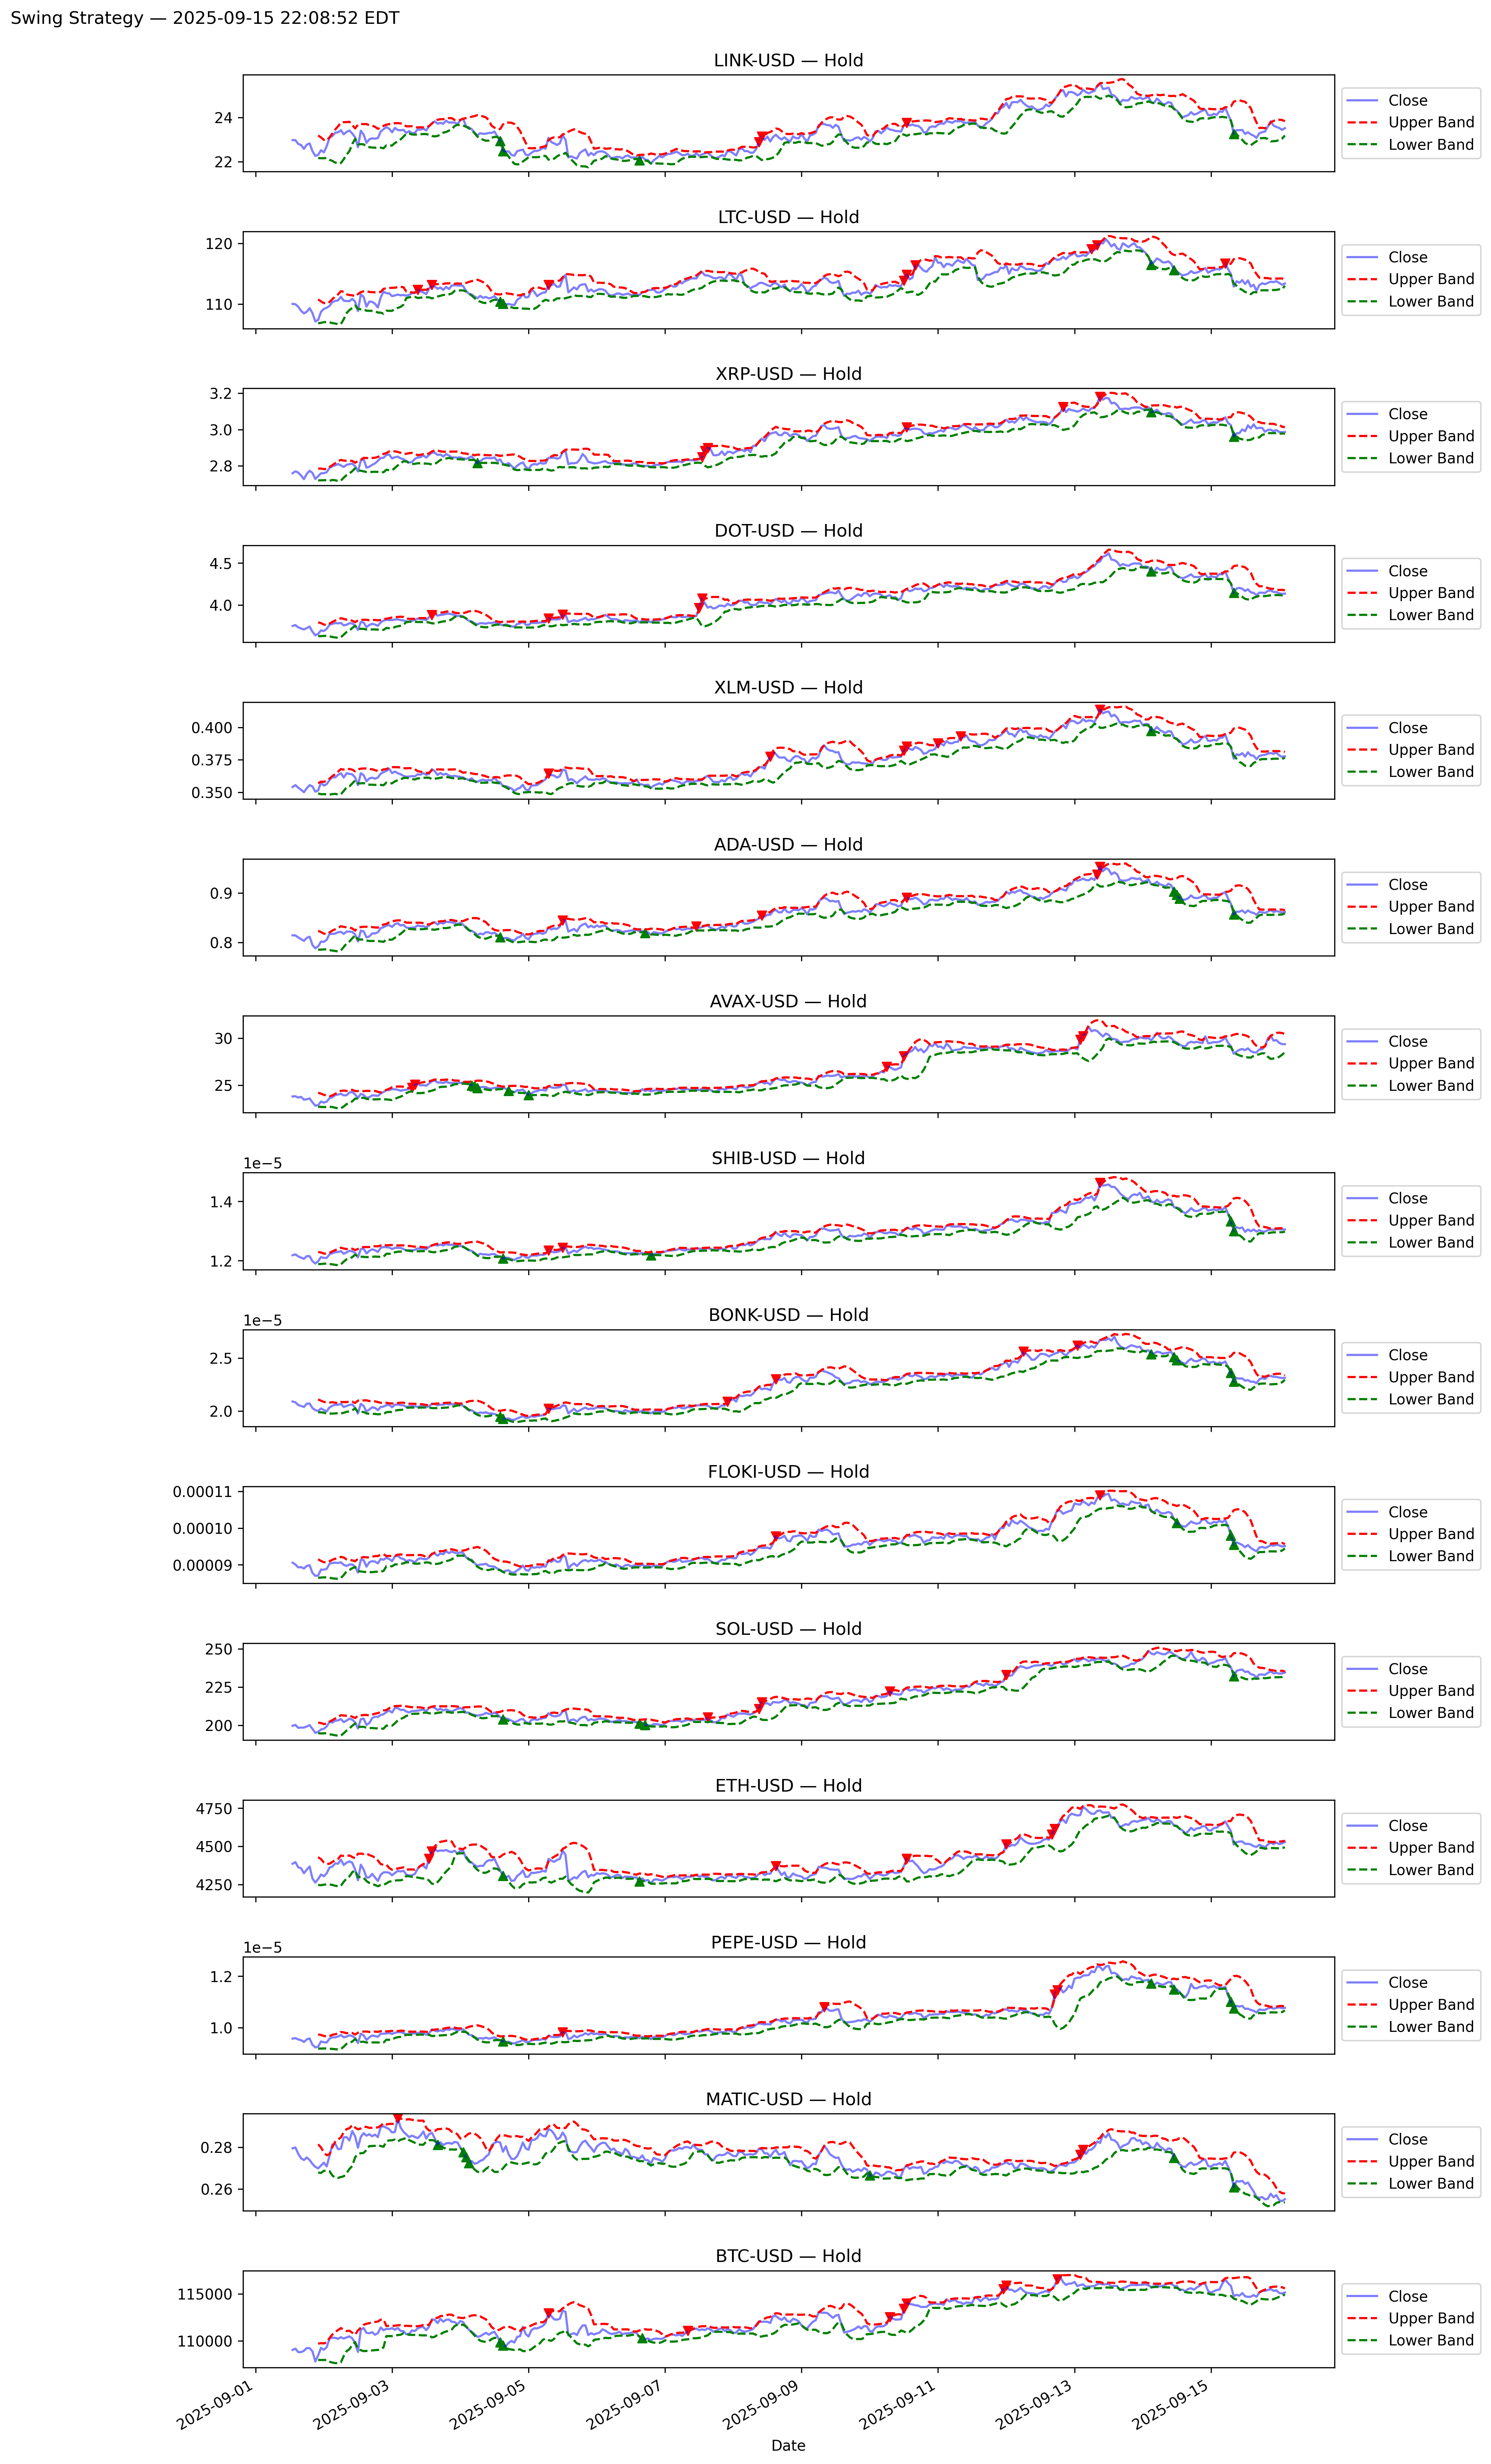 Swing Strategy — 2025-09-15 22:08:52 EDT
LINK-USD — Hold
24
22
Close
Upper Band
Lower Band
LTC-USD — Hold
120
110
Close
Upper Band
Lower Band
XRP-USD — Hold
3.2
3.0
2.8
Close
Upper Band
Lower Band
DOT-USD — Hold
4.5
4.0
Close
Upper Band
Lower Band
XLM-USD — Hold
0.400
0.375
0.350
Close
Upper Band
Lower Band
ADA-USD — Hold
0.9
0.8
Close
Upper Band
Lower Band
AVAX-USD — Hold
30
25
Close
Upper Band
Lower Band
SHIB-USD — Hold
1e−5
1.4
1.2
Close
Upper Band
Lower Band
BONK-USD — Hold
1e−5
2.5
2.0
Close
Upper Band
Lower Band
FLOKI-USD — Hold
0.00011
0.00010
0.00009
Close
Upper Band
Lower Band
SOL-USD — Hold
250
225
200
Close
Upper Band
Lower Band
ETH-USD — Hold
4750
4500
4250
Close
Upper Band
Lower Band
PEPE-USD — Hold
1e−5
1.2
1.0
Close
Upper Band
Lower Band
MATIC-USD — Hold
0.28
0.26
Close
Upper Band
Lower Band
BTC-USD — Hold
115000
110000
Close
Upper Band
Lower Band
2025-09-01
2025-09-03
2025-09-05
2025-09-07
2025-09-09
2025-09-11
2025-09-13
2025-09-15
Date